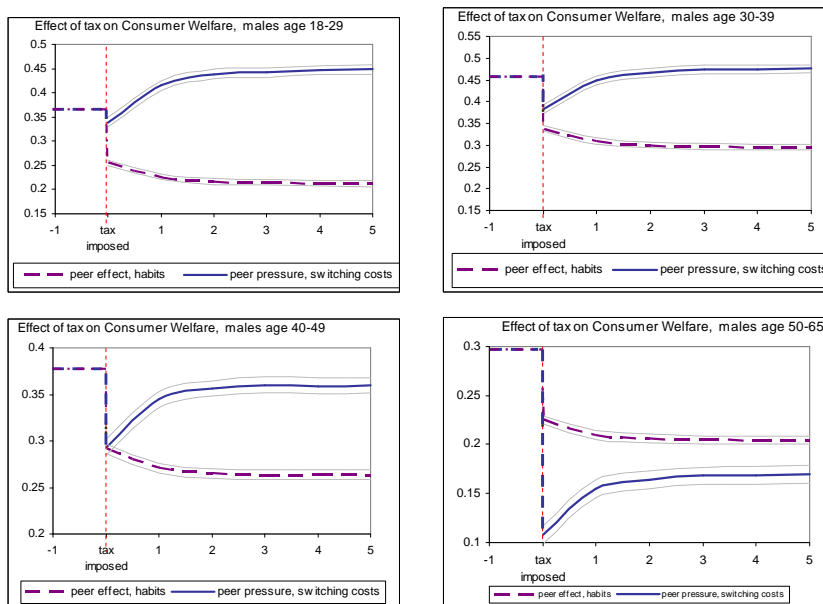 Effect of tax on Consumer Welfare, males age 18-29
0.5
0.45
0.4
0.35
0.3
0.25
0.2
0.15
-1 tax 1 2 3 4 5
imposed
peer effect, habits peer pressure, switching costs
Effect of tax on Consumer Welfare, males age 30-39
0.55
0.5
0.45
0.4
0.35
0.3
0.25
0.2
0.15
-1 tax 1 2 3 4 5
imposed
peer effect, habits peer pressure, switching costs
Effect of tax on Consumer Welfare, males age 40-49
0.4
0.35
0.3
0.25
0.2
-1 tax 1 2 3 4 5
imposed
peer effect, habits peer pressure, switching costs
Effect of tax on Consumer Welfare, males age 50-65
0.3
0.25
0.2
0.15
0.1
-1 tax 1 2 3 4 5
imposed
peer effect, habits peer pressure, switching costs